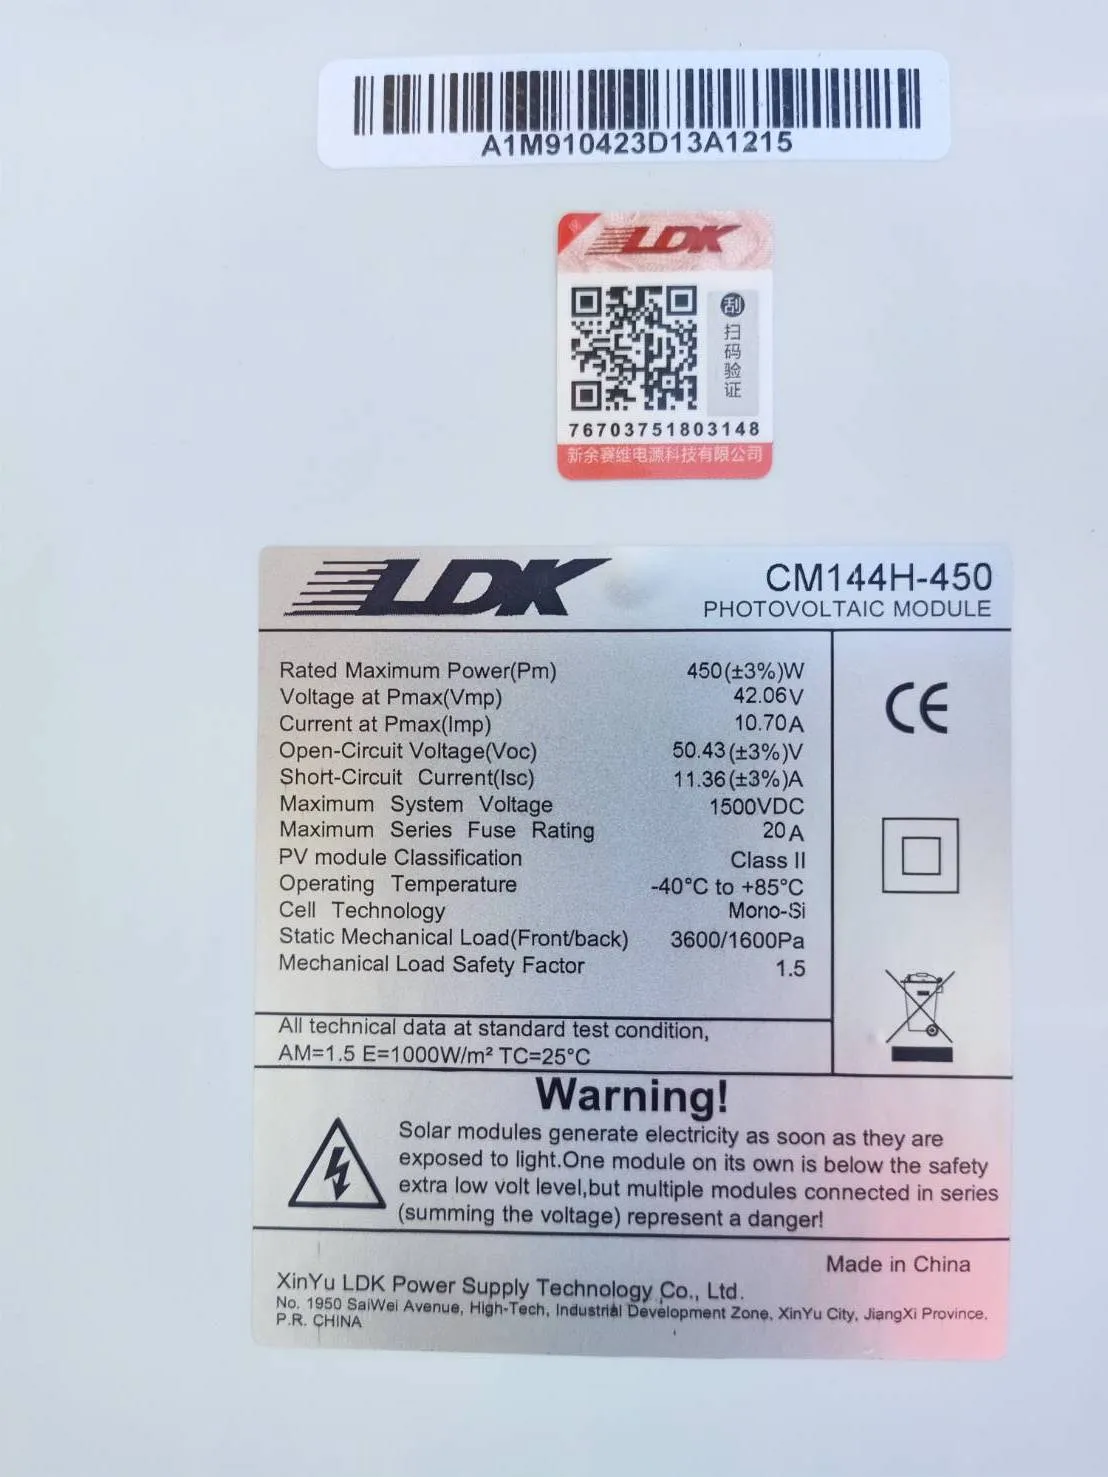 A1M910423D13A1215
LDK
刮
扫码验证
76703751803148
新余赛维电源科技有限公司
LDK
CM144H-450
PHOTOVOLTAIC MODULE
Rated Maximum Power(Pm) 450(±3%)W
Voltage at Pmax(Vmp) 42.06V
Current at Pmax(Imp) 10.70A
Open-Circuit Voltage(Voc) 50.43(±3%)V
Short-Circuit Current(Isc) 11.36(±3%)A
Maximum System Voltage 1500VDC
Maximum Series Fuse Rating 20A
PV module Classification Class II
Operating Temperature -40°C to +85°C
Cell Technology Mono-Si
Static Mechanical Load(Front/back) 3600/1600Pa
Mechanical Load Safety Factor 1.5
CE
All technical data at standard test condition,
AM=1.5 E=1000W/m² TC=25°C
Warning!
Solar modules generate electricity as soon as they are
exposed to light.One module on its own is below the safety
extra low volt level,but multiple modules connected in series
(summing the voltage) represent a danger!
Made in China
XinYu LDK Power Supply Technology Co., Ltd.
No. 1950 SaiWei Avenue, High-Tech, Industrial Development Zone, XinYu City, JiangXi Province,
P.R. CHINA